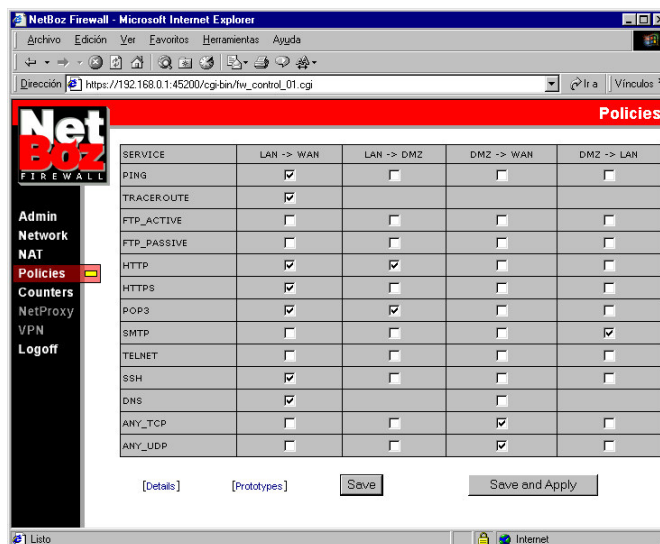 NetBoz Firewall - Microsoft Internet Explorer
Archivo Edición Ver Favoritos Herramientas Ayuda
Dirección https://192.168.0.1:45200/cgi-bin/fw_control_01.cgi Ir a Vínculos
Net Boz
FIREWALL
Policies
Admin
Network
NAT
Policies
Counters
NetProxy
VPN
Logoff
SERVICE LAN -> WAN LAN -> DMZ DMZ -> WAN DMZ -> LAN
PING
TRACEROUTE
FTP_ACTIVE
FTP_PASSIVE
HTTP
HTTPS
POP3
SMTP
TELNET
SSH
DNS
ANY_TCP
ANY_UDP
[Details] [Prototypes] Save Save and Apply
Listo Internet